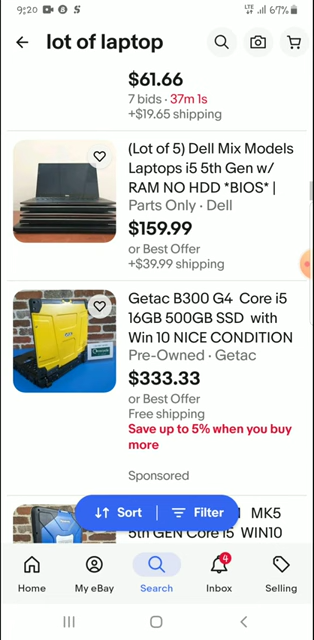 9:20
LTE
67%
lot of laptop
$61.66
7 bids · 37m 1s
+$19.65 shipping
(Lot of 5) Dell Mix Models
Laptops i5 5th Gen w/
RAM NO HDD *BIOS* |
Parts Only · Dell
$159.99
or Best Offer
+$39.99 shipping
Getac B300 G4 Core i5
16GB 500GB SSD with
Win 10 NICE CONDITION
Pre-Owned · Getac
$333.33
or Best Offer
Free shipping
Save up to 5% when you buy
more
Sponsored
MK5
5th GEN Core i5 WIN10
Sort
Filter
4
Home
My eBay
Search
Inbox
Selling